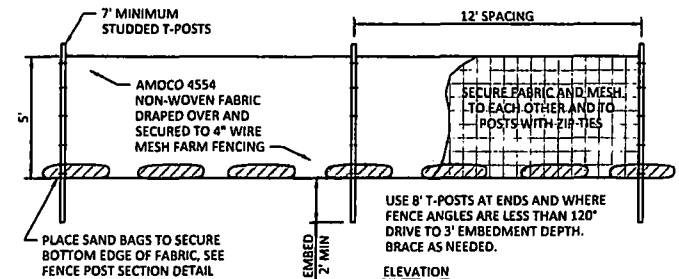 7' MINIMUM
STUDDED T-POSTS
12' SPACING
AMOCO 4554
NON-WOVEN FABRIC
DRAPED OVER AND
SECURED TO 4" WIRE
MESH FARM FENCING
SECURE FABRIC AND MESH
TO EACH OTHER AND TO
POSTS WITH ZIP-TIES
5'
PLACE SAND BAGS TO SECURE
BOTTOM EDGE OF FABRIC, SEE
FENCE POST SECTION DETAIL
EMBED
2' MIN
USE 8' T-POSTS AT ENDS AND WHERE
FENCE ANGLES ARE LESS THAN 120°
DRIVE TO 3' EMBEDMENT DEPTH.
BRACE AS NEEDED.
ELEVATION